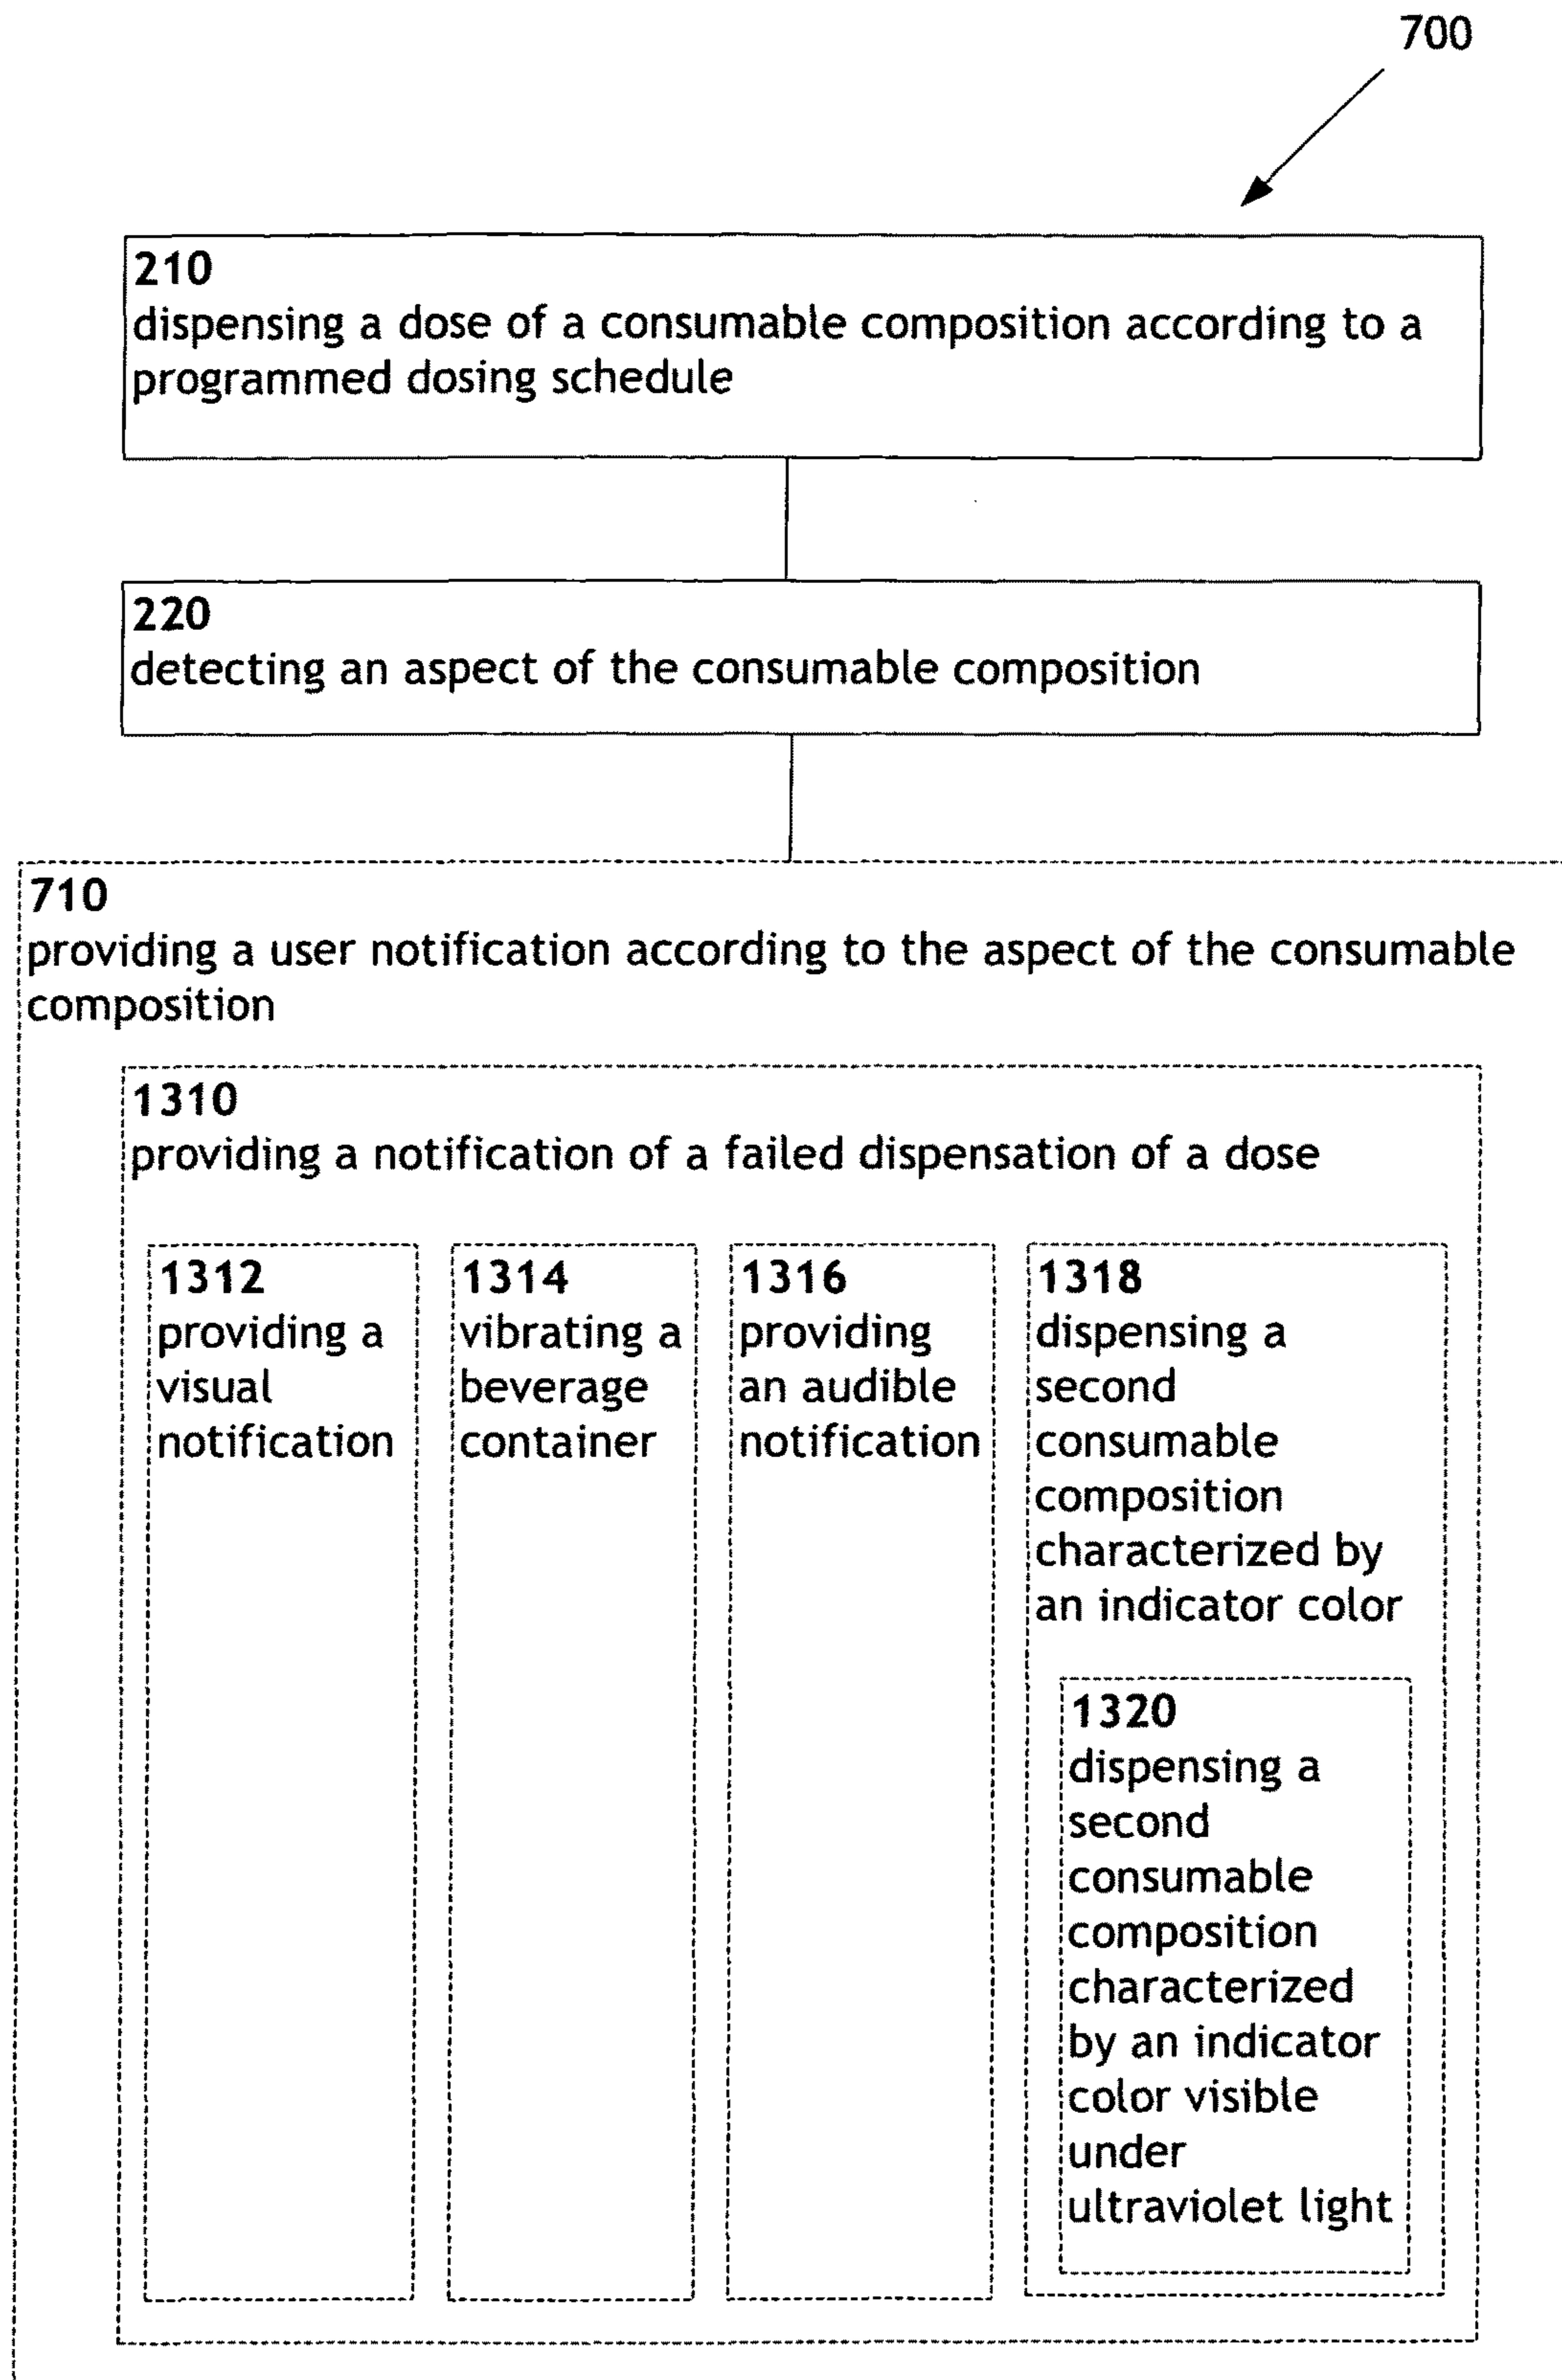 700
210
dispensing a dose of a consumable composition according to a
programmed dosing schedule
220
detecting an aspect of the consumable composition
710
providing a user notification according to the aspect of the consumable
composition
1310
providing a notification of a failed dispensation of a dose
1312
providing a
visual
notification
1314
vibrating a
beverage
container
1316
providing
an audible
notification
1318
dispensing a
second
consumable
composition
characterized by
an indicator color
1320
dispensing a
second
consumable
composition
characterized
by an indicator
color visible
under
ultraviolet light